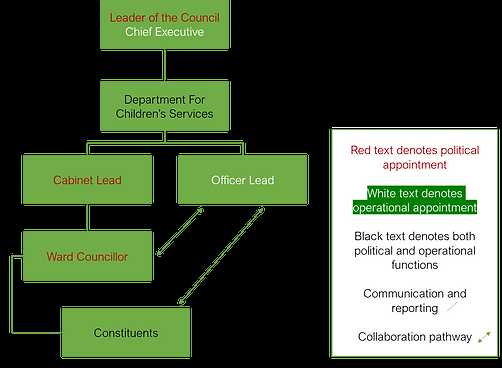 Leader of the Council
Chief Executive
Department For
Children's Services
Cabinet Lead
Officer Lead
Ward Councillor
Constituents
Red text denotes political
appointment
White text denotes
operational appointment
Black text denotes both
political and operational
functions
Communication and
reporting
Collaboration pathway